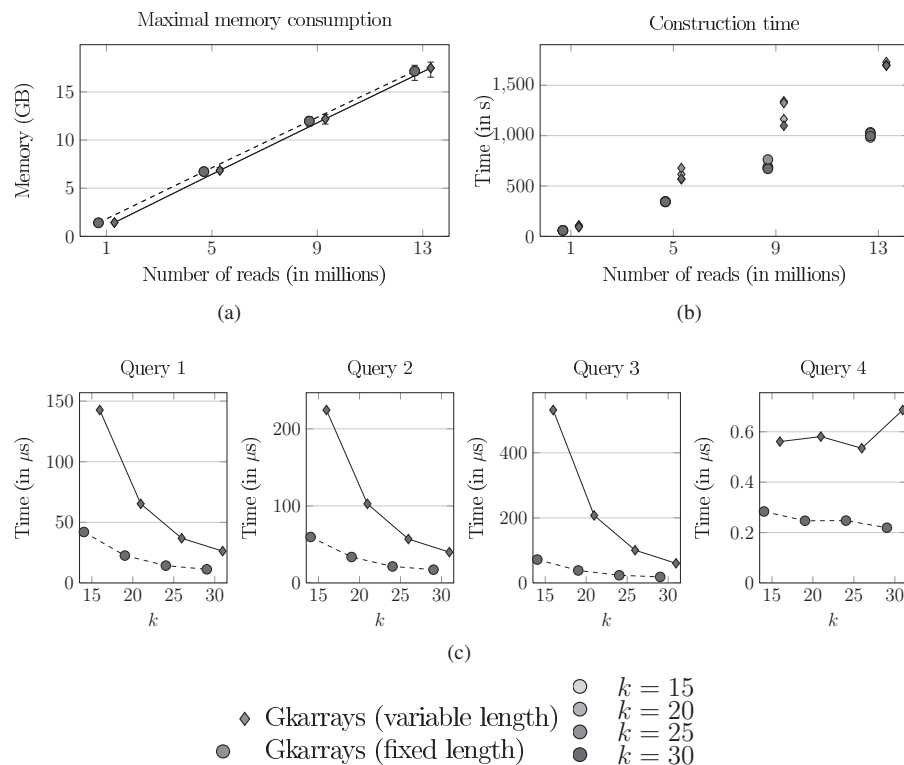 Maximal memory consumption
Construction time
Memory (GB)
15
10
5
0
1 5 9 13
Number of reads (in millions)
(a)
Time (in s)
1,500
1,000
500
0
1 5 9 13
Number of reads (in millions)
(b)
Query 1
Time (in μs)
150
100
50
0
15 20 25 30
k
Query 2
Time (in μs)
200
100
0
15 20 25 30
k
Query 3
Time (in μs)
400
200
0
15 20 25 30
k
Query 4
Time (in μs)
0.6
0.4
0.2
0
15 20 25 30
k
(c)
Gkarrays (variable length)
Gkarrays (fixed length)
k = 15
k = 20
k = 25
k = 30